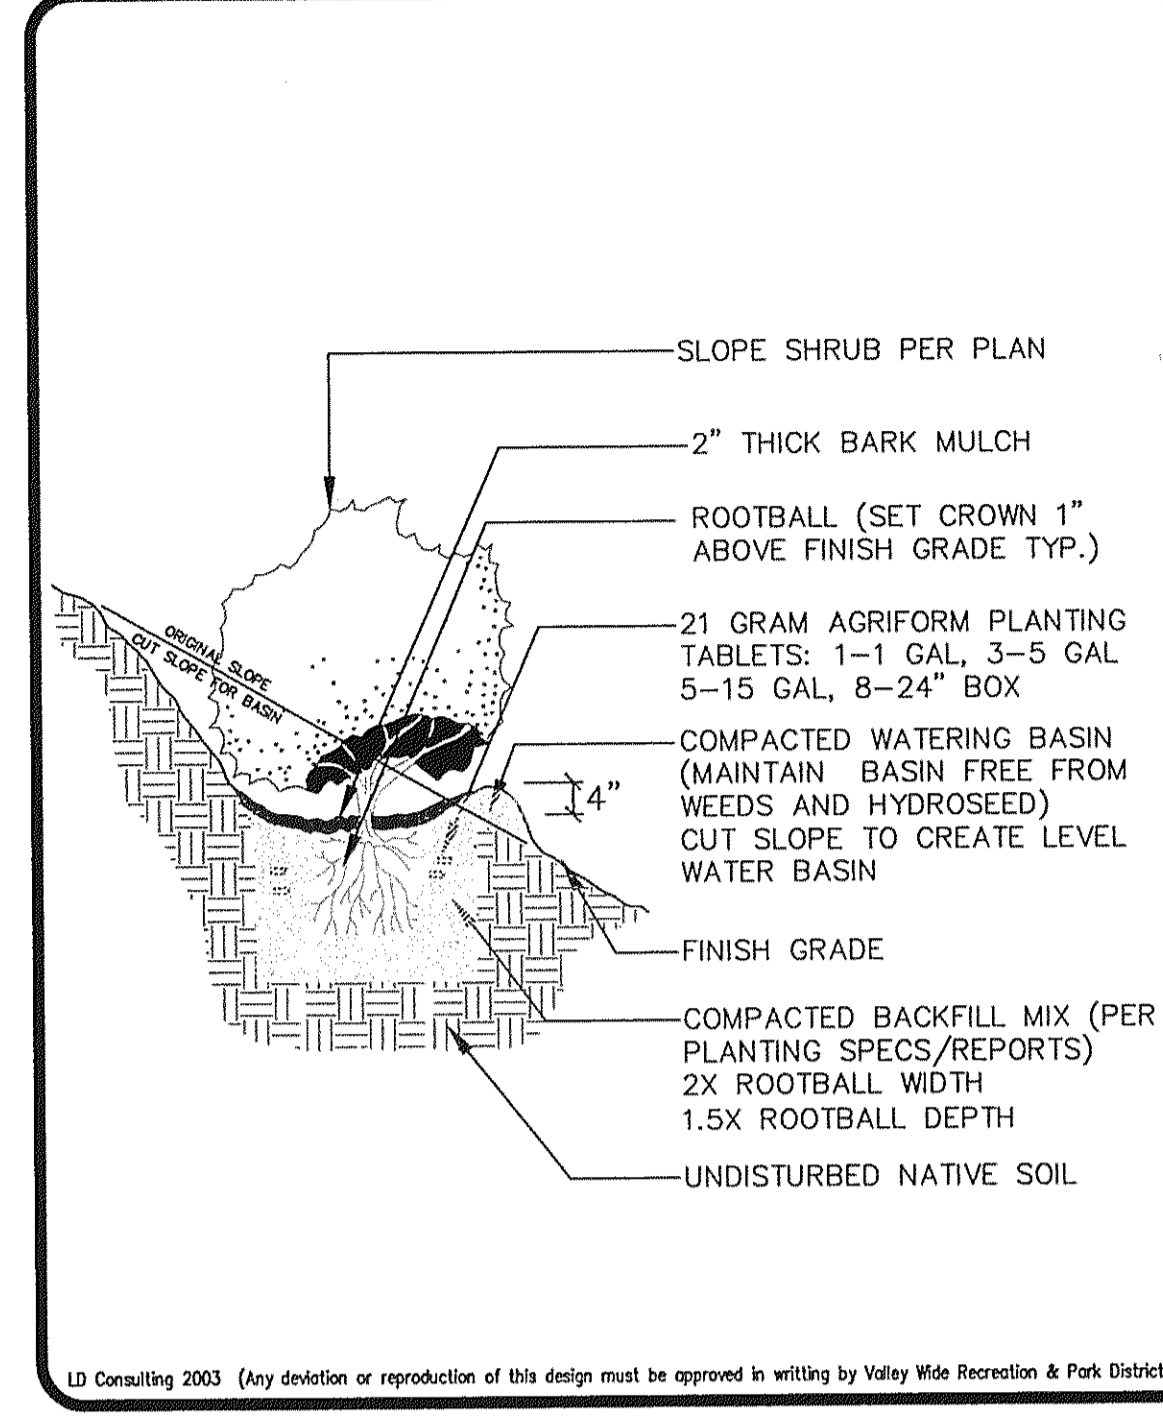 SLOPE SHRUB PER PLAN
2" THICK BARK MULCH
ROOTBALL (SET CROWN 1"
ABOVE FINISH GRADE TYP.)
21 GRAM AGRIFORM PLANTING
TABLETS: 1-1 GAL, 3-5 GAL
5-15 GAL, 8-24" BOX
ORIGINAL SLOPE
CUT SLOPE FOR BASIN
COMPACTED WATERING BASIN
(MAINTAIN BASIN FREE FROM
WEEDS AND HYDROSEED)
CUT SLOPE TO CREATE LEVEL
WATER BASIN
4"
FINISH GRADE
COMPACTED BACKFILL MIX (PER
PLANTING SPECS/REPORTS)
2X ROOTBALL WIDTH
1.5X ROOTBALL DEPTH
UNDISTURBED NATIVE SOIL
LD Consulting 2003 (Any deviation or reproduction of this design must be approved in writting by Valley Wide Recreation & Park District